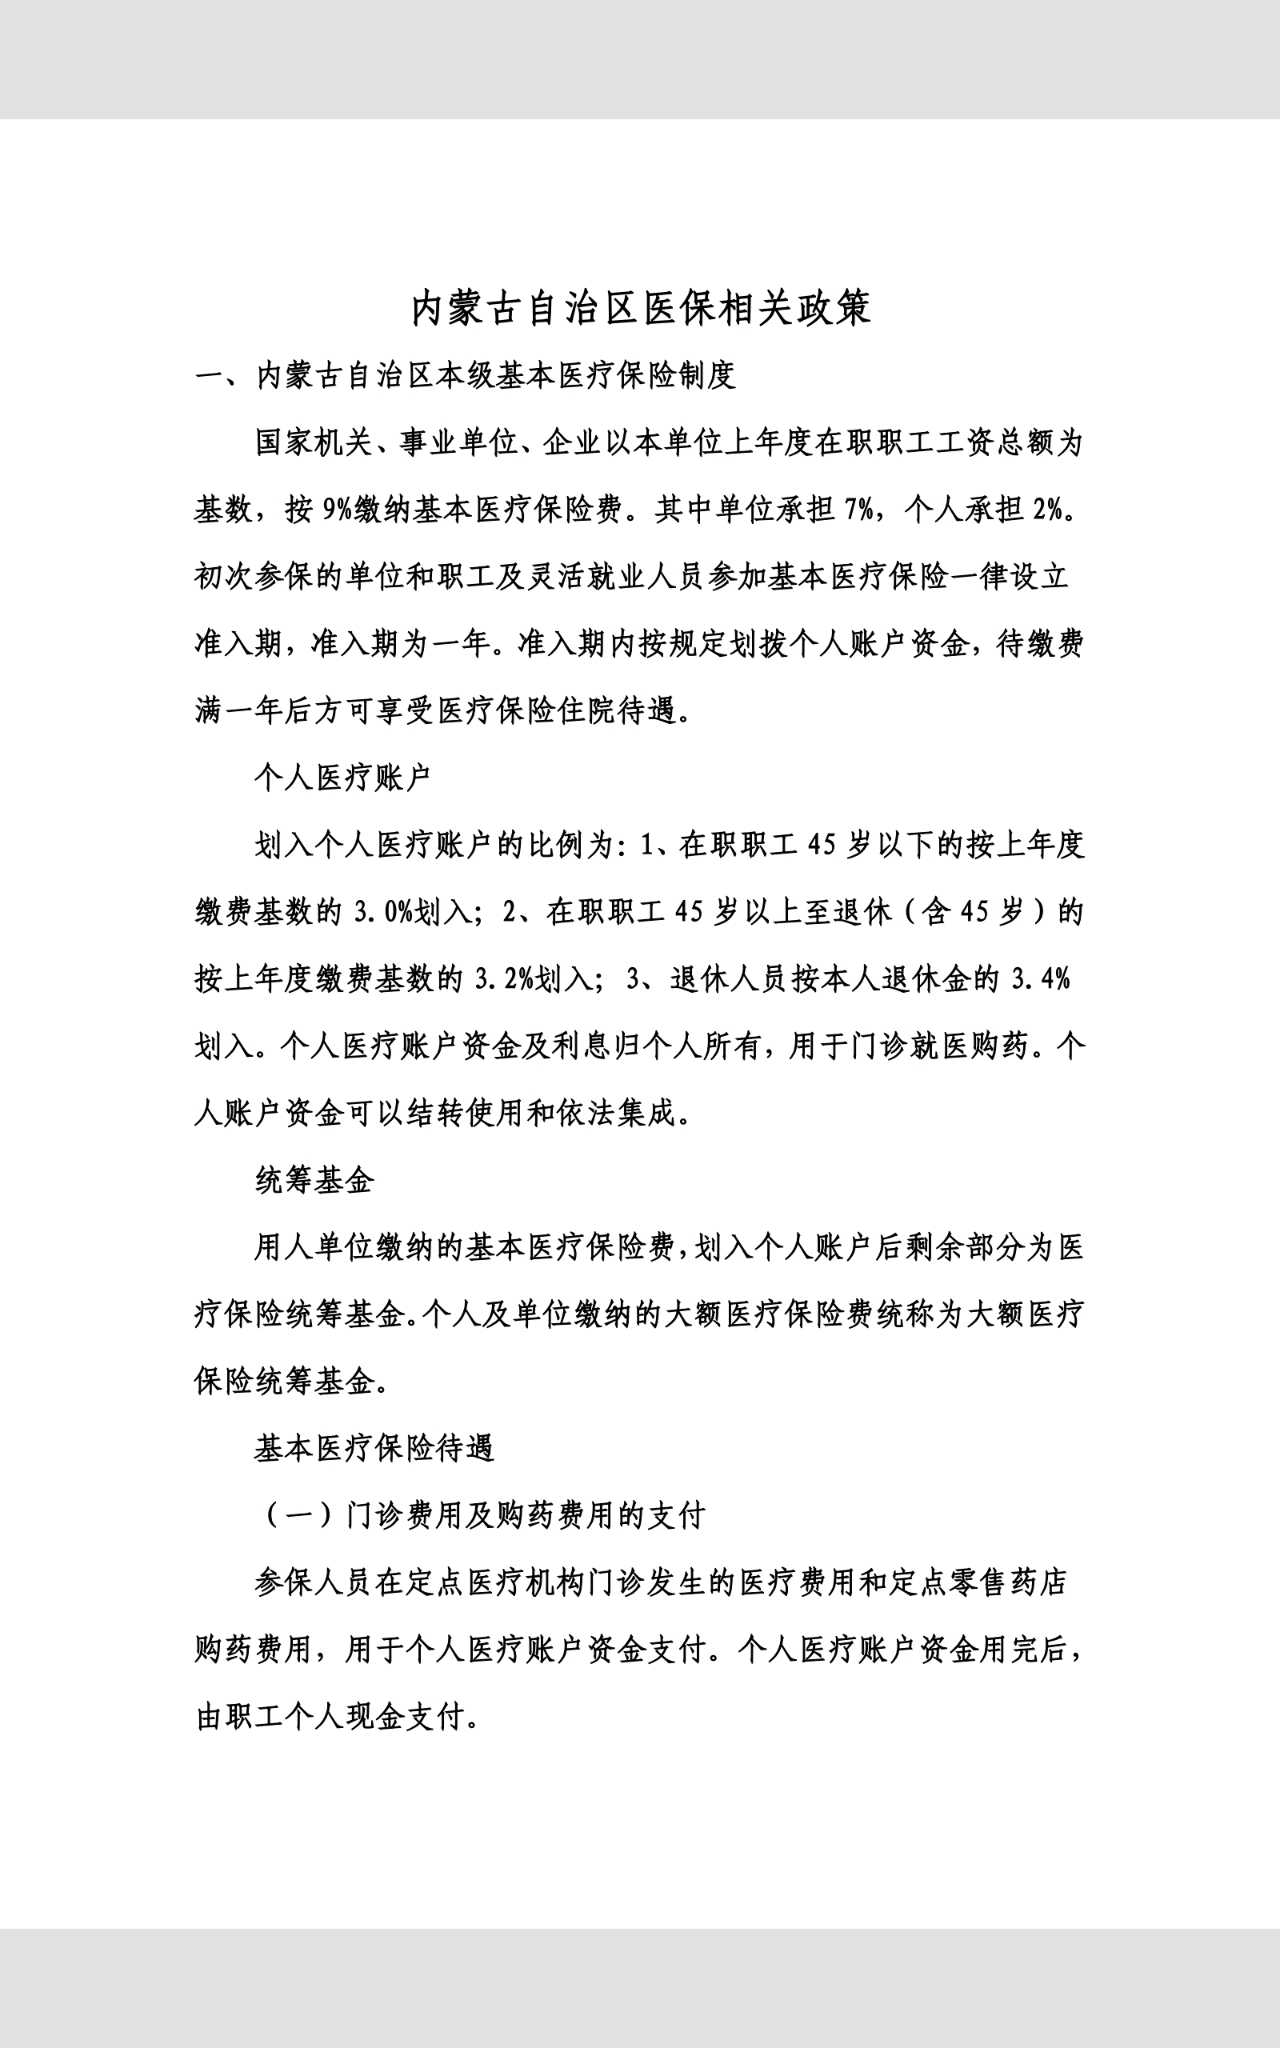 内蒙古自治区医保相关政策
一、内蒙古自治区本级基本医疗保险制度
国家机关、事业单位、企业以本单位上年度在职职工工资总额为
基数，按 9%缴纳基本医疗保险费。其中单位承担 7%，个人承担 2%。
初次参保的单位和职工及灵活就业人员参加基本医疗保险一律设立
准入期，准入期为一年。准入期内按规定划拨个人账户资金，待缴费
满一年后方可享受医疗保险住院待遇。
个人医疗账户
划入个人医疗账户的比例为：1、在职职工 45 岁以下的按上年度
缴费基数的 3.0%划入；2、在职职工 45 岁以上至退休（含 45 岁）的
按上年度缴费基数的 3.2%划入；3、退休人员按本人退休金的 3.4%
划入。个人医疗账户资金及利息归个人所有，用于门诊就医购药。个
人账户资金可以结转使用和依法集成。
统筹基金
用人单位缴纳的基本医疗保险费，划入个人账户后剩余部分为医
疗保险统筹基金。个人及单位缴纳的大额医疗保险费统称为大额医疗
保险统筹基金。
基本医疗保险待遇
（一）门诊费用及购药费用的支付
参保人员在定点医疗机构门诊发生的医疗费用和定点零售药店
购药费用，用于个人医疗账户资金支付。个人医疗账户资金用完后，
由职工个人现金支付。